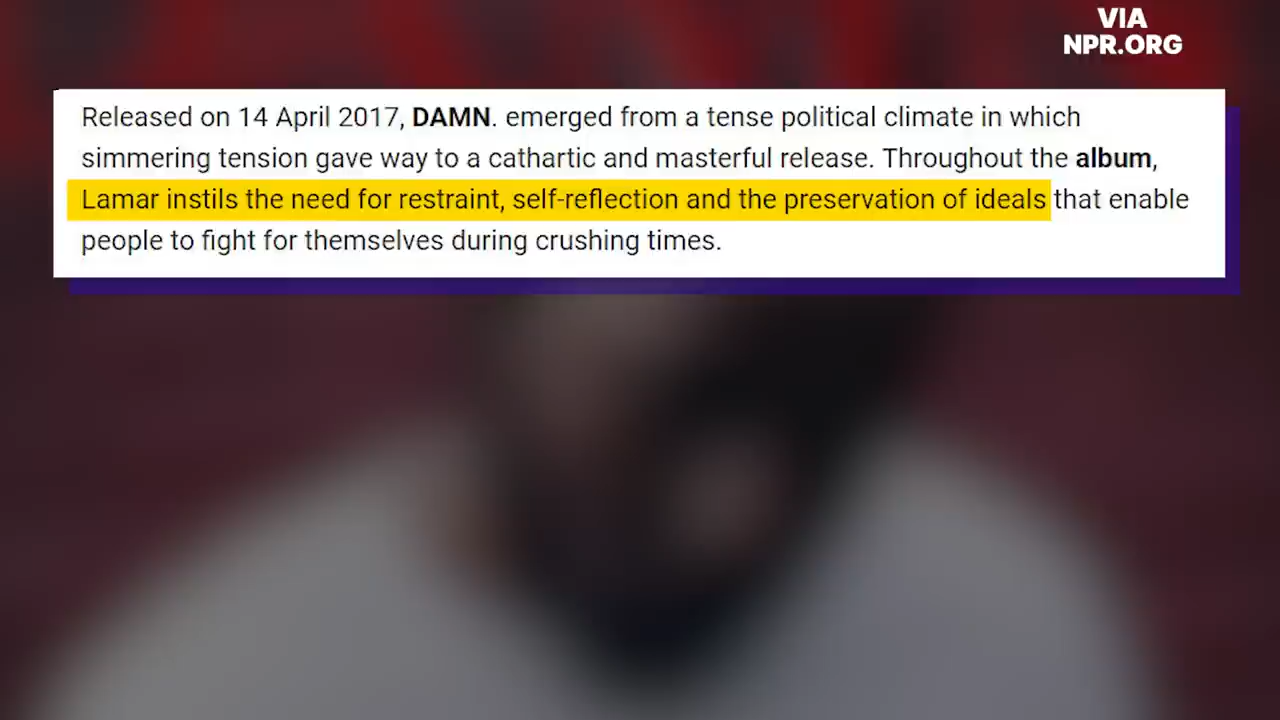 VIA
NPR.ORG
Released on 14 April 2017, DAMN. emerged from a tense political climate in which
simmering tension gave way to a cathartic and masterful release. Throughout the album,
Lamar instils the need for restraint, self-reflection and the preservation of ideals that enable
people to fight for themselves during crushing times.